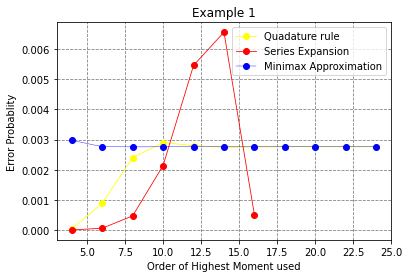 Example 1
Quadature rule
Series Expansion
Minimax Approximation
Error Probablity
0.006
0.005
0.004
0.003
0.002
0.001
0.000
5.0 7.5 10.0 12.5 15.0 17.5 20.0 22.5 25.0
Order of Highest Moment used